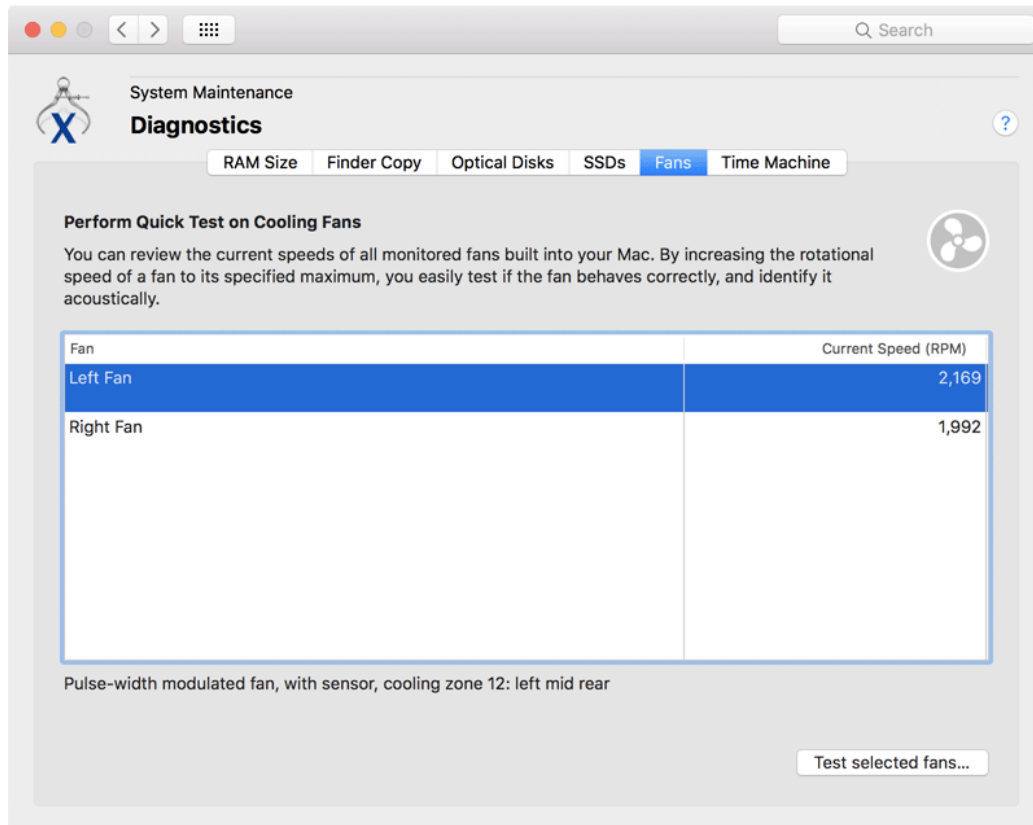 Search
System Maintenance
Diagnostics
?
RAM Size Finder Copy Optical Disks SSDs Fans Time Machine
Perform Quick Test on Cooling Fans
You can review the current speeds of all monitored fans built into your Mac. By increasing the rotational
speed of a fan to its specified maximum, you easily test if the fan behaves correctly, and identify it
acoustically.
Fan Current Speed (RPM)
Left Fan 2,169
Right Fan 1,992
Pulse-width modulated fan, with sensor, cooling zone 12: left mid rear
Test selected fans...
X